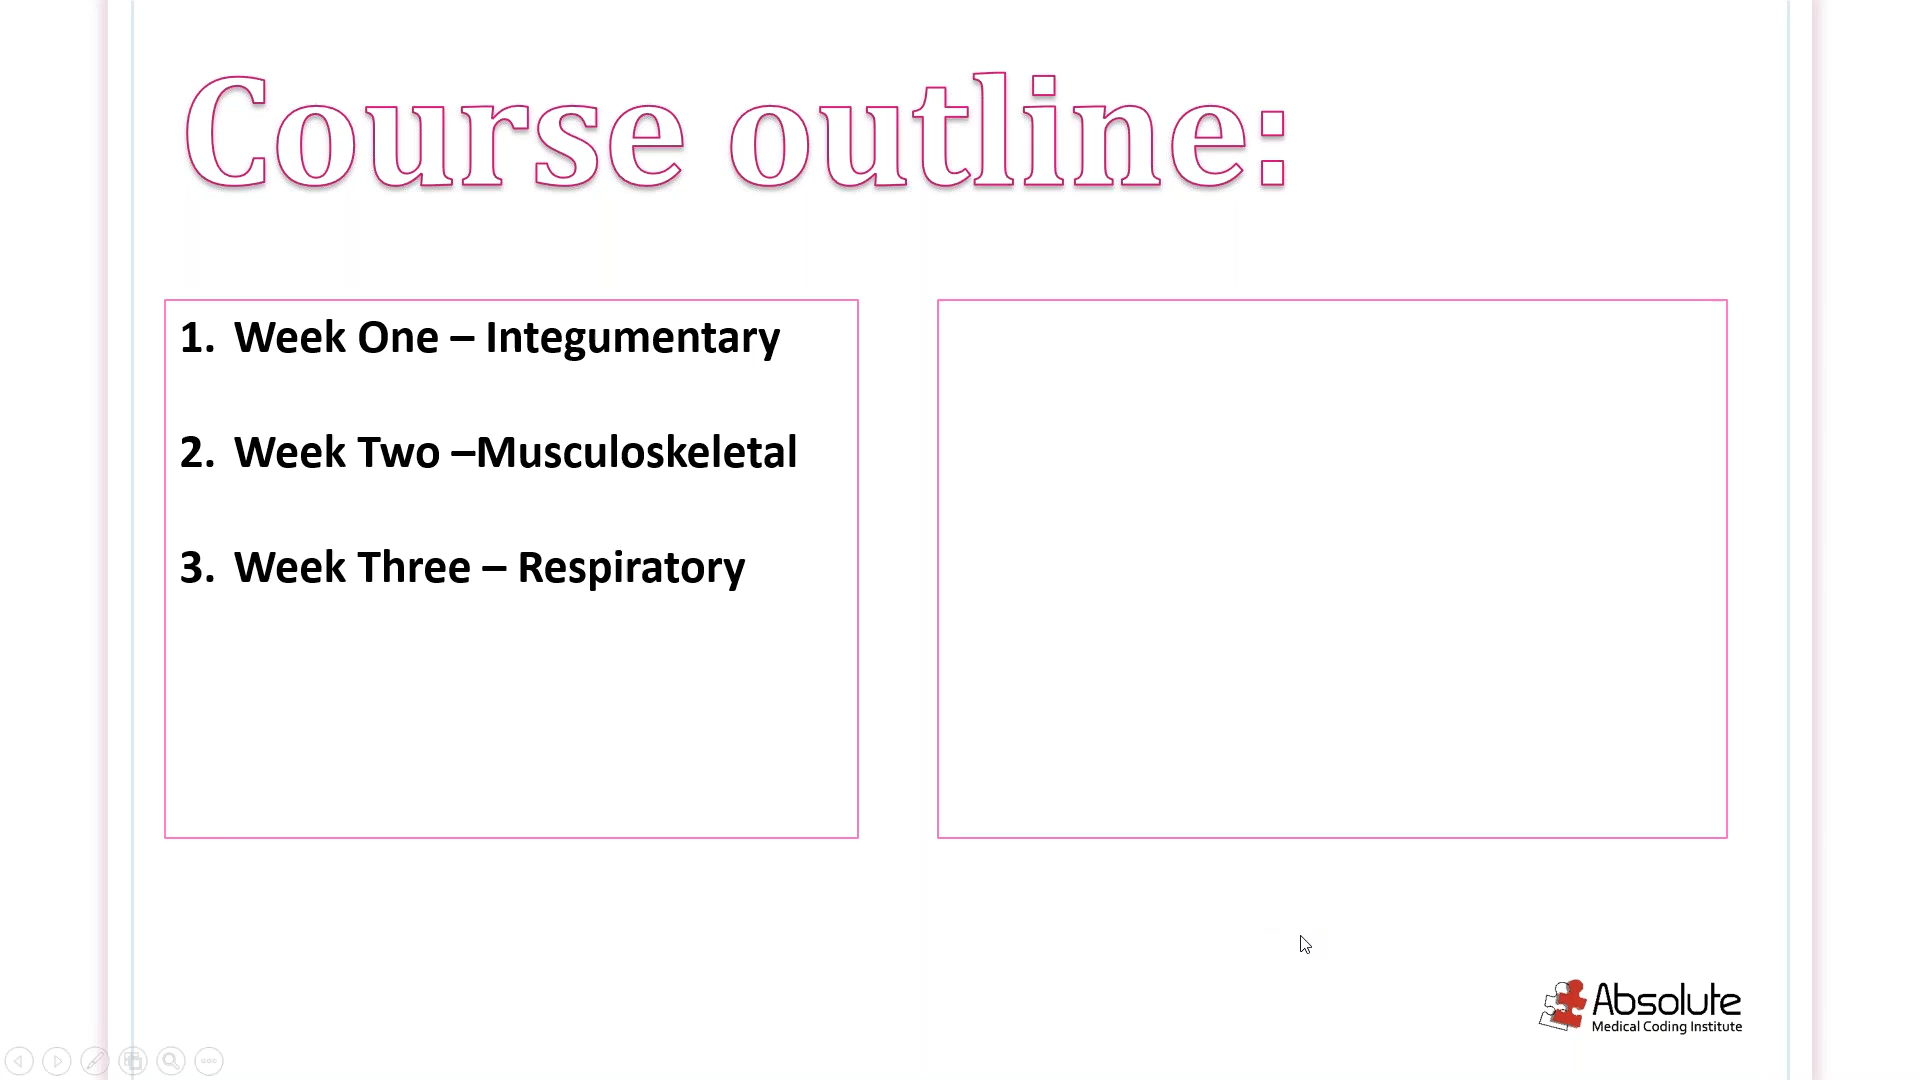 Course outline:
1. Week One – Integumentary
2. Week Two –Musculoskeletal
3. Week Three – Respiratory
Absolute
Medical Coding Institute